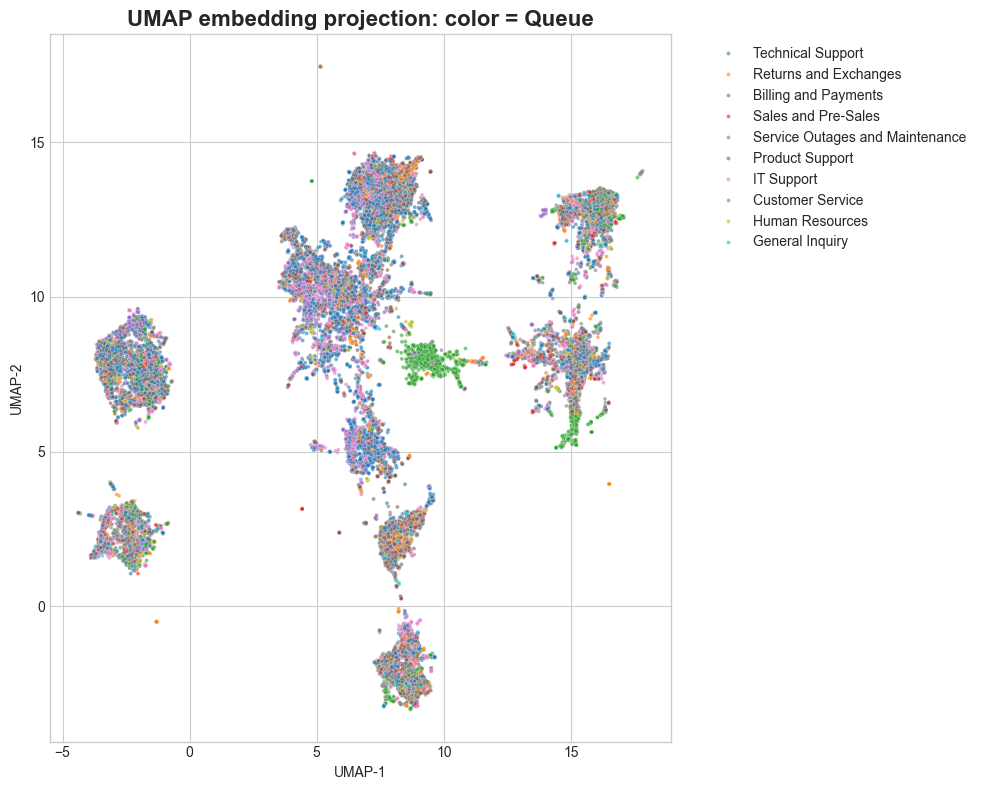 UMAP embedding projection: color = Queue
Technical Support
Returns and Exchanges
Billing and Payments
Sales and Pre-Sales
Service Outages and Maintenance
Product Support
IT Support
Customer Service
Human Resources
General Inquiry
15
10
5
0
UMAP-2
−5
0
5
10
15
UMAP-1